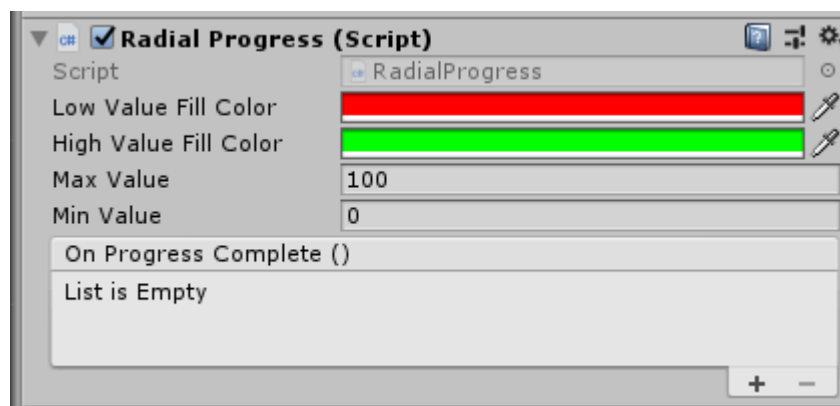 Radial Progress (Script)
Script RadialProgress
Low Value Fill Color
High Value Fill Color
Max Value 100
Min Value 0
On Progress Complete ()
List is Empty